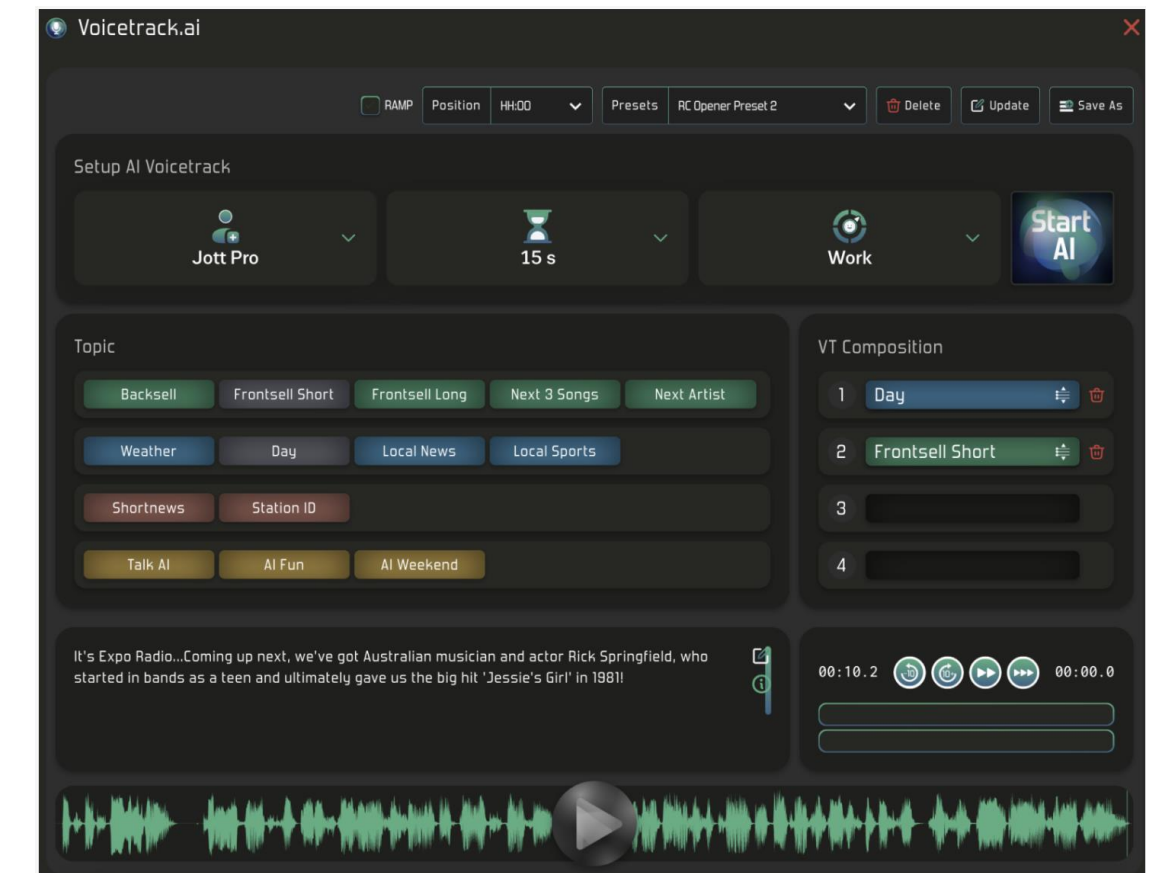 Voicetrack.ai
RAMP Position HH:00 Presets RC Opener Preset 2 Delete Update Save As
Setup AI Voicetrack
Jott Pro 15 s Work Start AI
Topic
Backsell Frontsell Short Frontsell Long Next 3 Songs Next Artist
Weather Day Local News Local Sports
Shortnews Station ID
Talk AI AI Fun AI Weekend
VT Composition
1 Day
2 Frontsell Short
3
4
It's Expo Radio...Coming up next, we've got Australian musician and actor Rick Springfield, who
started in bands as a teen and ultimately gave us the big hit 'Jessie's Girl' in 1981!
00:10.2 10 10 00:00.0